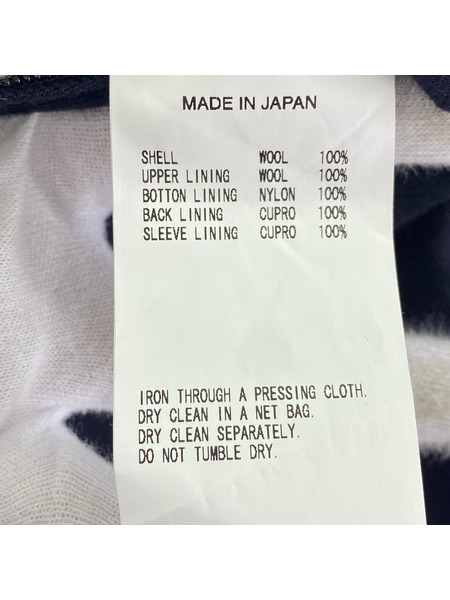 MADE IN JAPAN
SHELL WOOL 100%
UPPER LINING WOOL 100%
BOTTON LINING NYLON 100%
BACK LINING CUPRO 100%
SLEEVE LINING CUPRO 100%
IRON THROUGH A PRESSING CLOTH.
DRY CLEAN IN A NET BAG.
DRY CLEAN SEPARATELY.
DO NOT TUMBLE DRY.